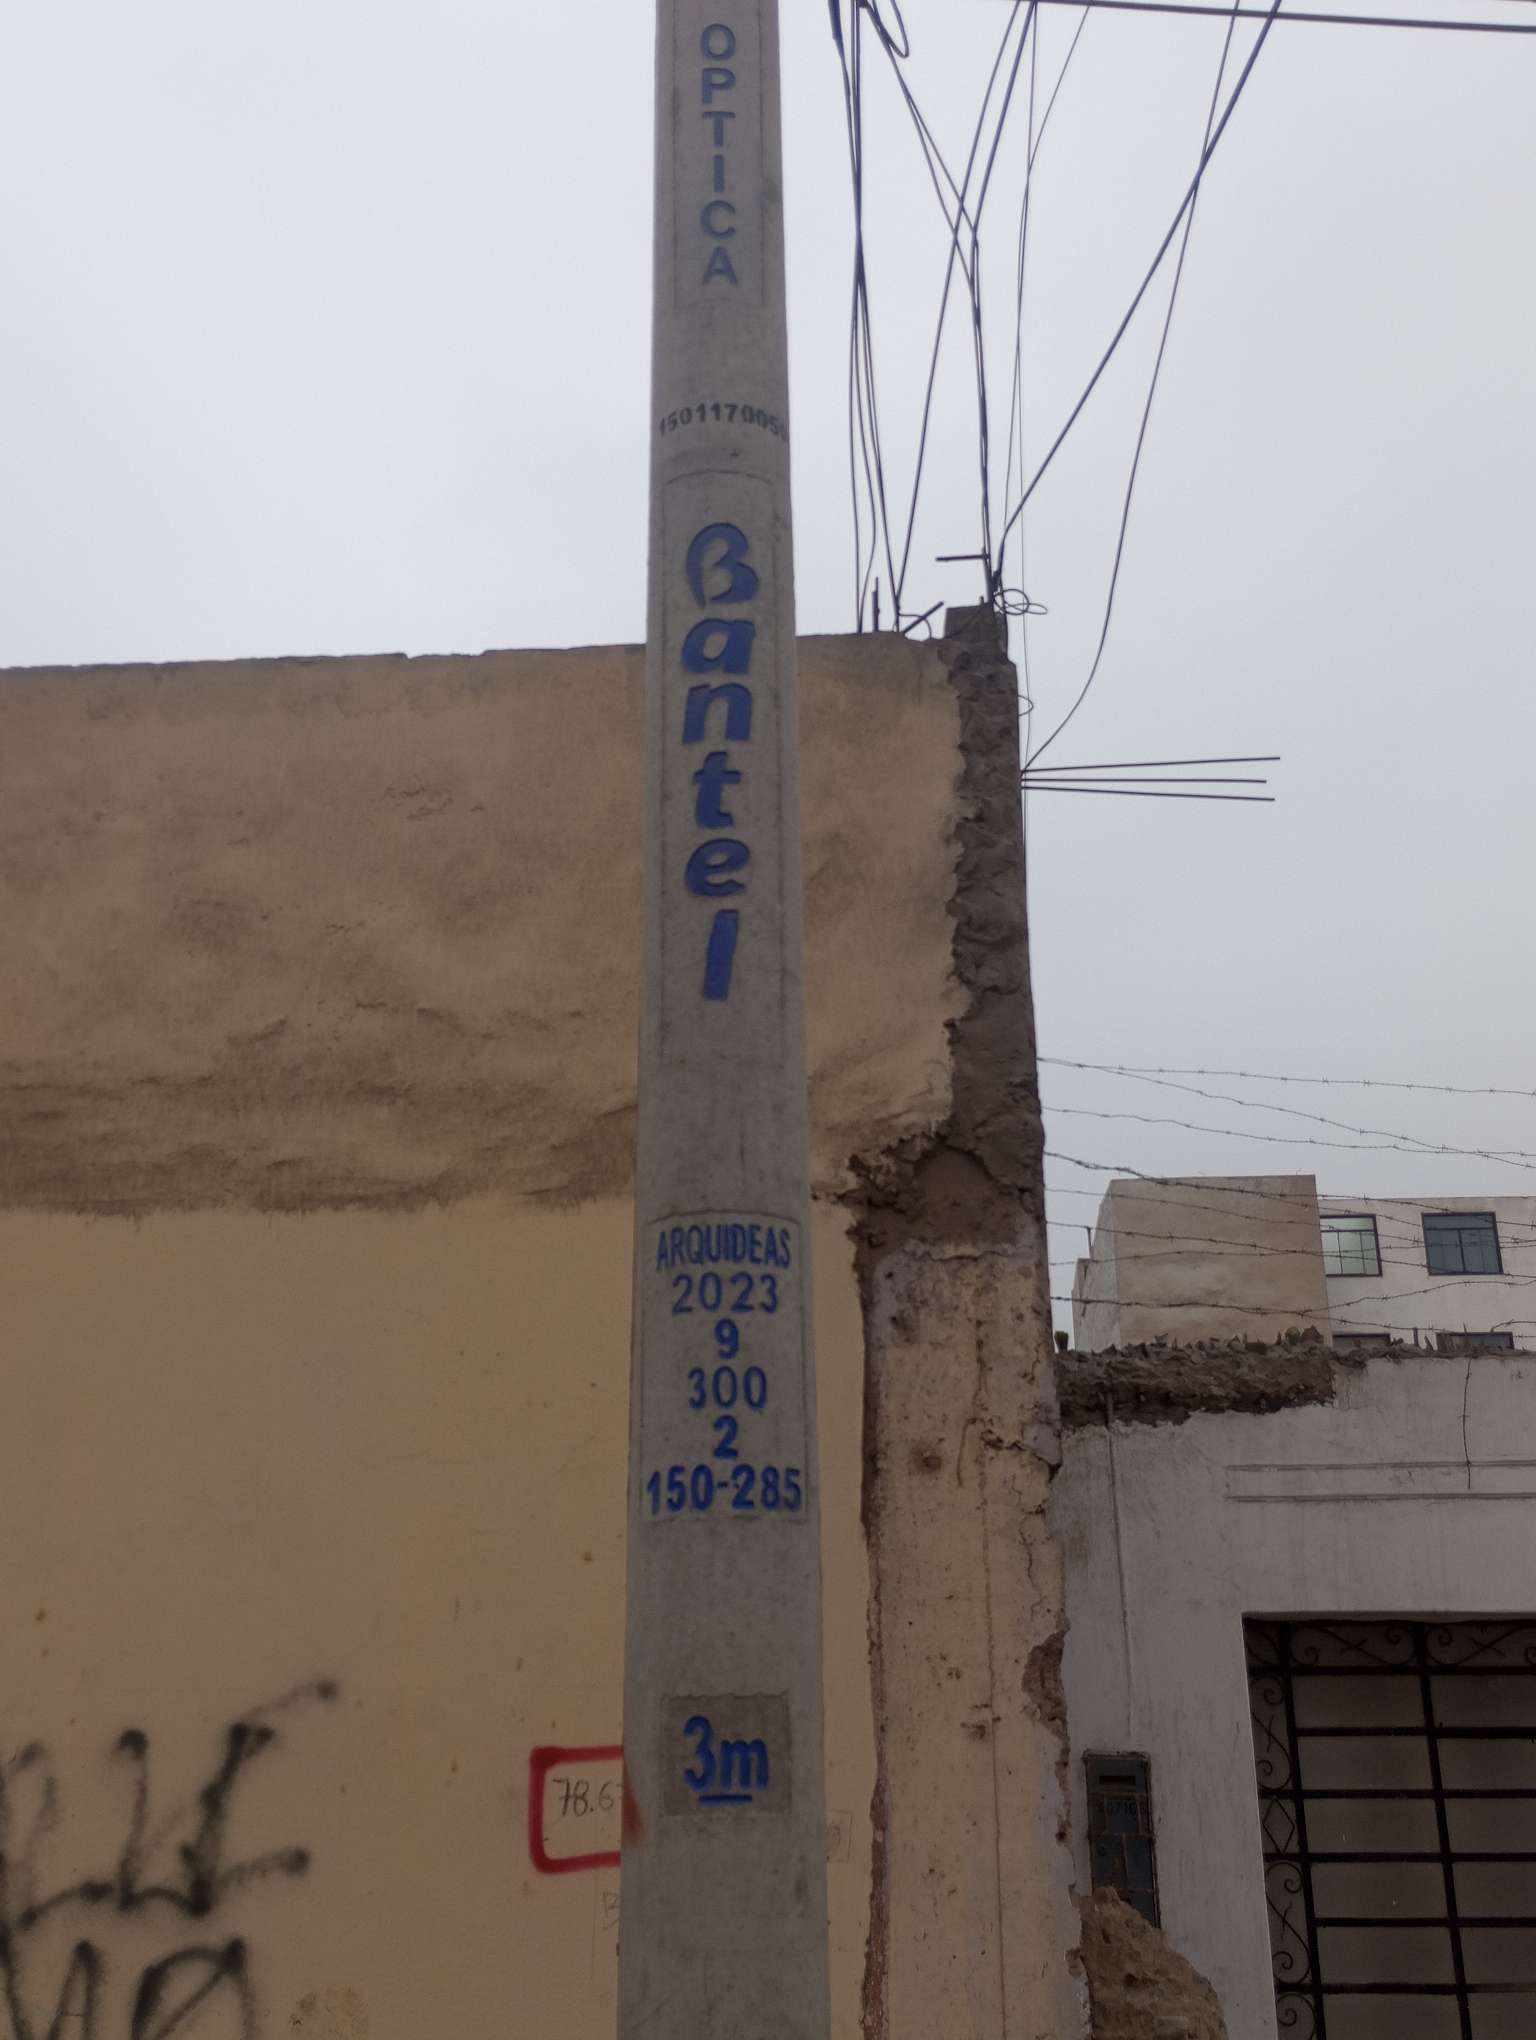 OPTICA
Bantel
ARQUIDEAS
2023
9
300
2
150-285
3m